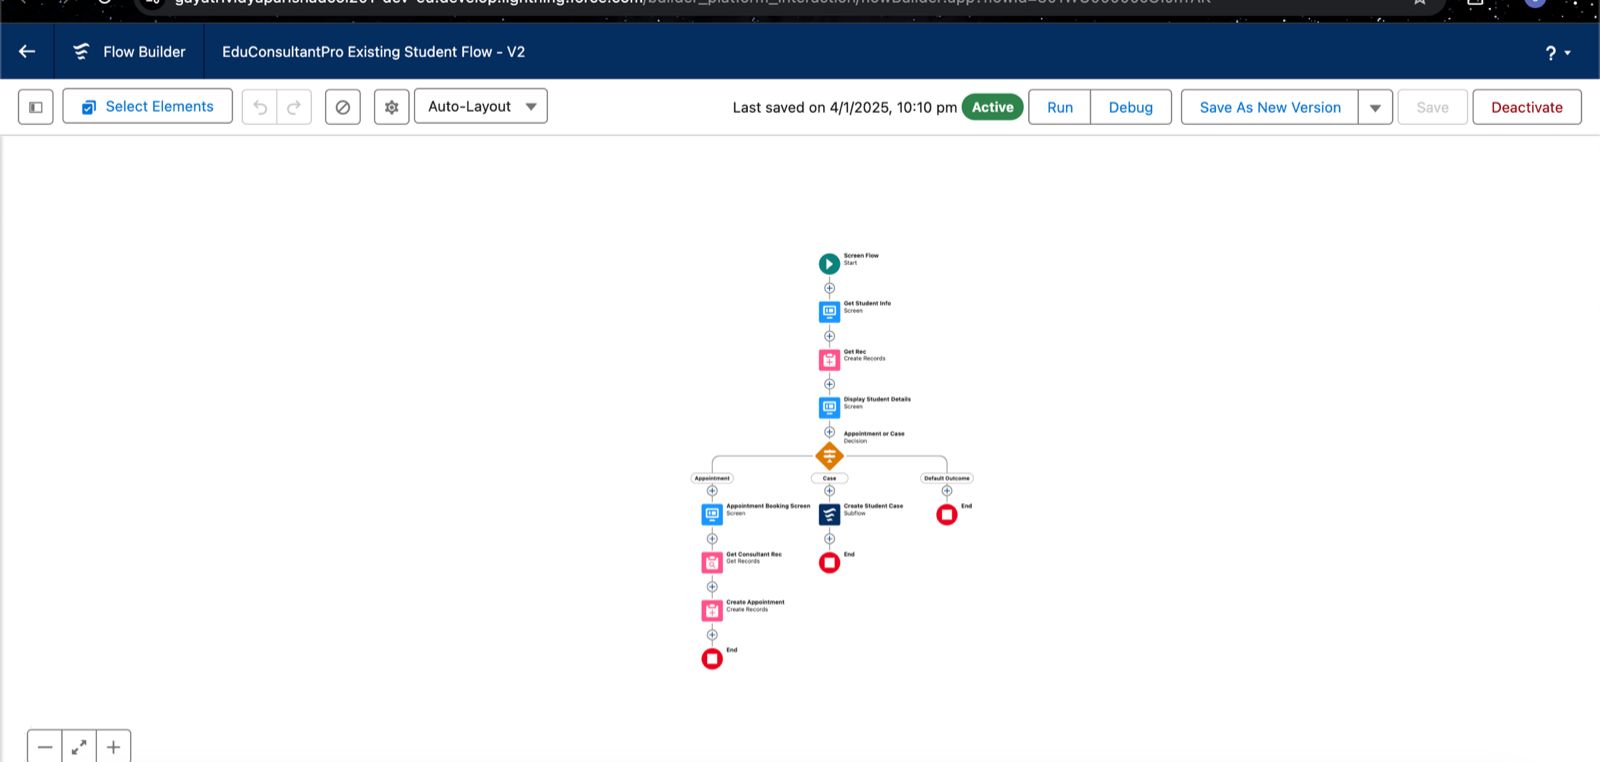 Flow Builder
EduConsultantPro Existing Student Flow - V2
?
Select Elements
Auto-Layout
Last saved on 4/1/2025, 10:10 pm
Active
Run
Debug
Save As New Version
Save
Deactivate
Screen Flow
Start
Get Student Info
Screen
Get Rec
Create Records
Display Student Details
Screen
Appointment or Case
Decision
Appointment
Case
Default Outcome
Appointment Booking Screen
Screen
Create Student Case
Subflow
End
Get Consultant Rec
Get Records
End
Create Appointment
Create Records
End